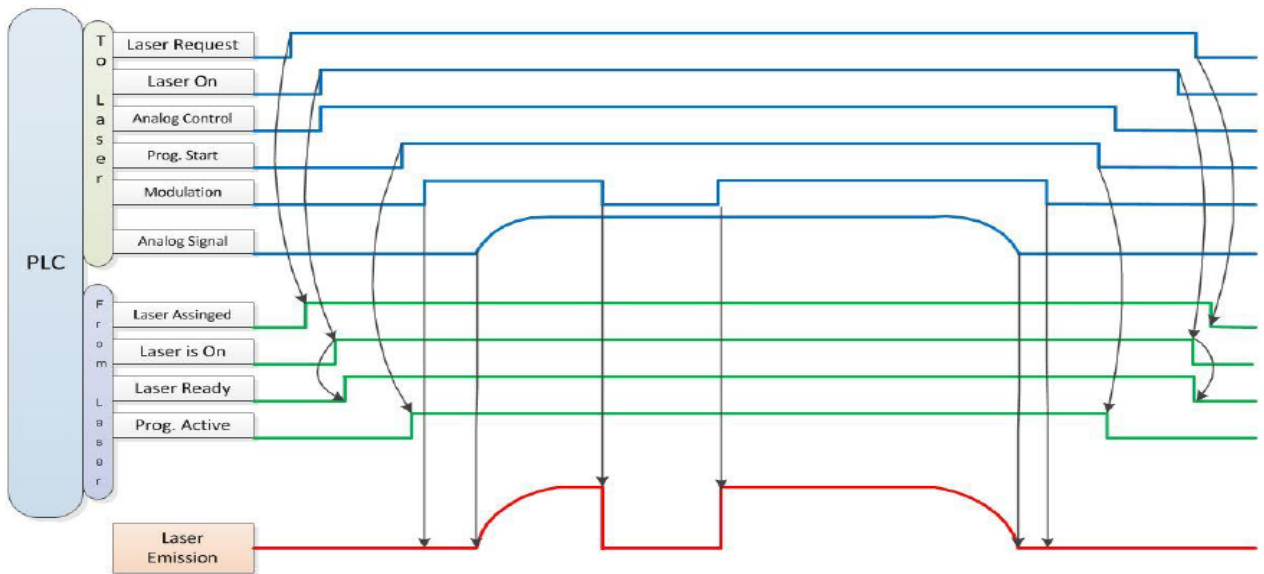 PLC
To Laser
Laser Request
Laser On
Analog Control
Prog. Start
Modulation
Analog Signal
From Laser
Laser Assinged
Laser is On
Laser Ready
Prog. Active
Laser
Emission